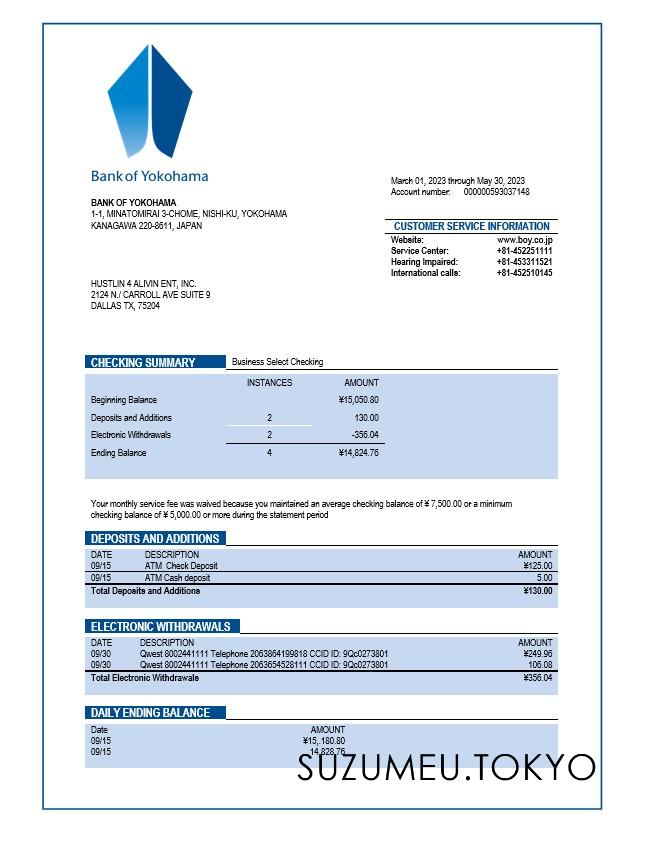 Bank of Yokohama
March 01, 2023 through May 30, 2023
Account number: 000000593037148
BANK OF YOKOHAMA
1-1, MINATOMIRAI 3-CHOME, NISHI-KU, YOKOHAMA
KANAGAWA 220-8611, JAPAN
CUSTOMER SERVICE INFORMATION
Website: www.boy.co.jp
Service Center: +81-452251111
Hearing Impaired: +81-453311521
International calls: +81-452510145
HUSTLIN 4 ALIVIN ENT, INC.
2124 N./ CARROLL AVE SUITE 9
DALLAS TX, 75204
CHECKING SUMMARY Business Select Checking
INSTANCES AMOUNT
Beginning Balance ¥15,050.80
Deposits and Additions 2 130.00
Electronic Withdrawals 2 -356.04
Ending Balance 4 ¥14,824.76
Your monthly service fee was waived because you maintained an average checking balance of ¥ 7,500.00 or a minimum
checking balance of ¥ 5,000.00 or more during the statement period
DEPOSITS AND ADDITIONS
DATE DESCRIPTION AMOUNT
09/15 ATM Check Deposit ¥125.00
09/15 ATM Cash deposit 5.00
Total Deposits and Additions ¥130.00
ELECTRONIC WITHDRAWALS
DATE DESCRIPTION AMOUNT
09/30 Qwest 8002441111 Telephone 2063864199818 CCID ID: 9Qc0273801 ¥249.96
09/30 Qwest 8002441111 Telephone 2063654528111 CCID ID: 9Qc0273801 106.08
Total Electronic Withdrawals ¥356.04
DAILY ENDING BALANCE
Date AMOUNT
09/15 ¥15,.180.80
09/15 14,828.76
SUZUMEU.TOKYO